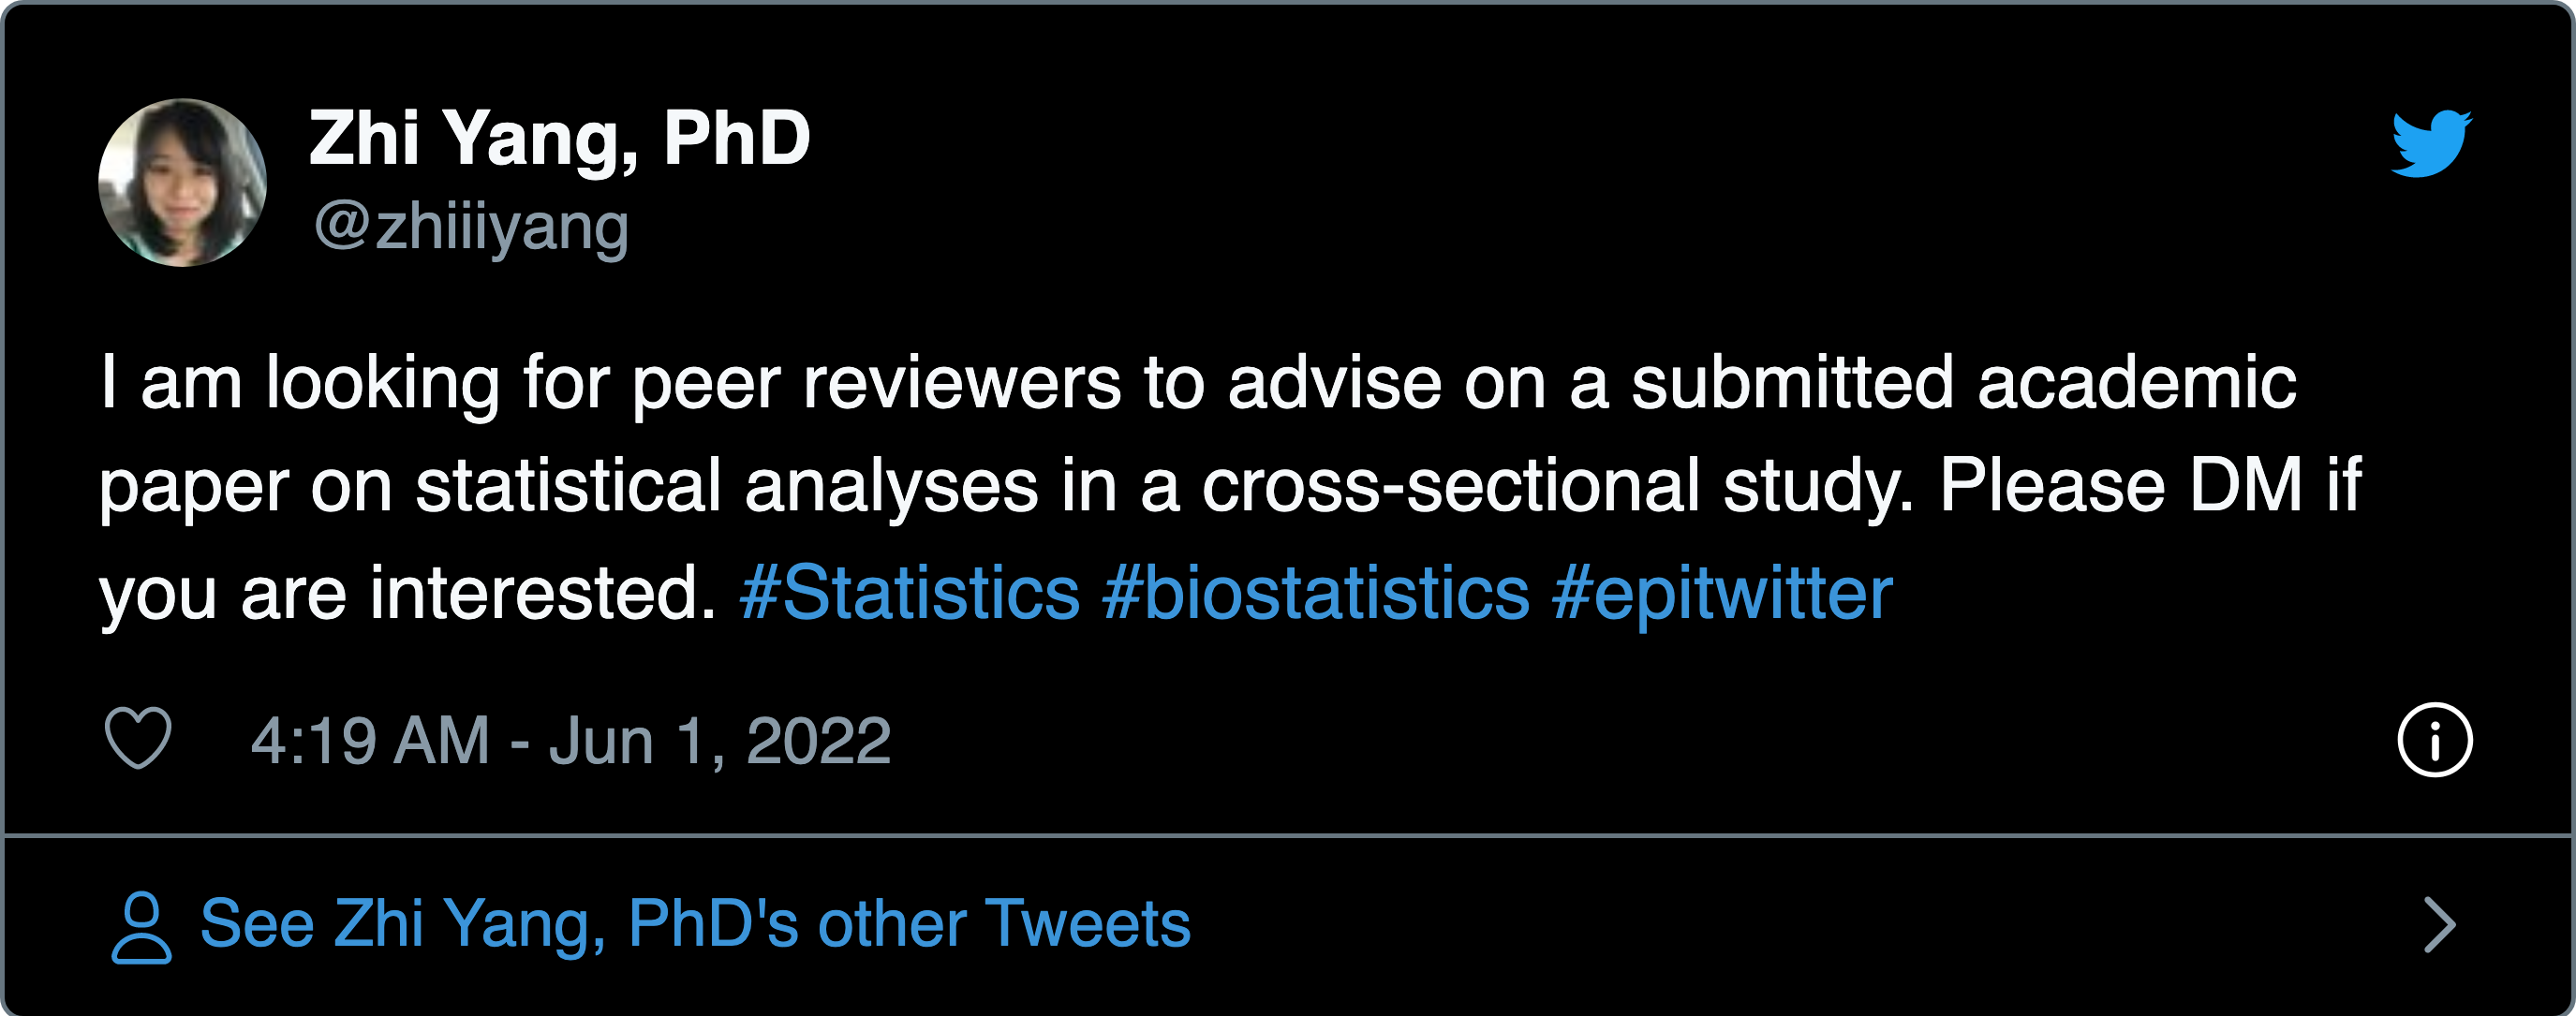 Zhi Yang, PhD
@zhiiiyang
I am looking for peer reviewers to advise on a submitted academic
paper on statistical analyses in a cross-sectional study. Please DM if
you are interested. #Statistics #biostatistics #epitwitter
4:19 AM - Jun 1, 2022
See Zhi Yang, PhD's other Tweets